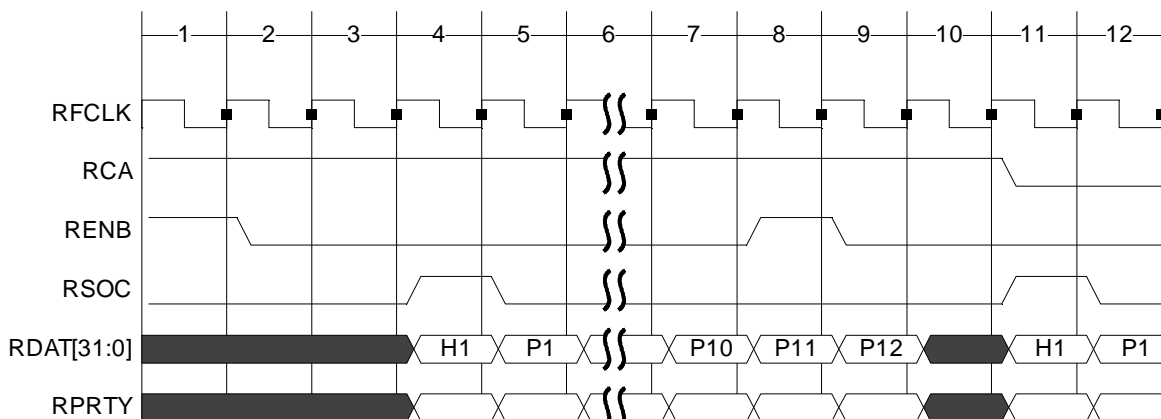 1 2 3 4 5 6 7 8 9 10 11 12
RFCLK
RCA
RENB
RSOC
RDAT[31:0] H1 P1 P10 P11 P12 H1 P1
RPRTY